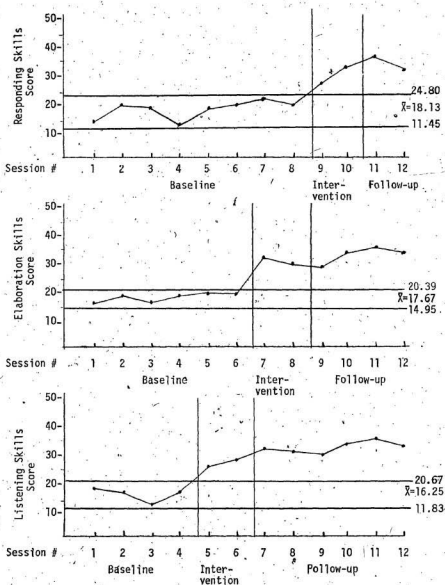 50-
40-
30-
20-
10-
Responding Skills
Score
24.80
X̄=18.13
11.45
Session # 1 2 3 4 5 6 7 8 9 10 11 12
Baseline Inter-
vention Follow-up
50-
40-
30-
20-
10-
Elaboration Skills
Score
20.39
X̄=17.67
14.95
Session # 1 2 3 4 5 6 7 8 9 10 11 12
Baseline Inter-
vention Follow-up
50-
40-
30-
20-
10-
Listening Skills
Score
20.67
X̄=16.25
11.83
Session # 1 2 3 4 5 6 7 8 9 10 11 12
Baseline Inter-
vention Follow-up